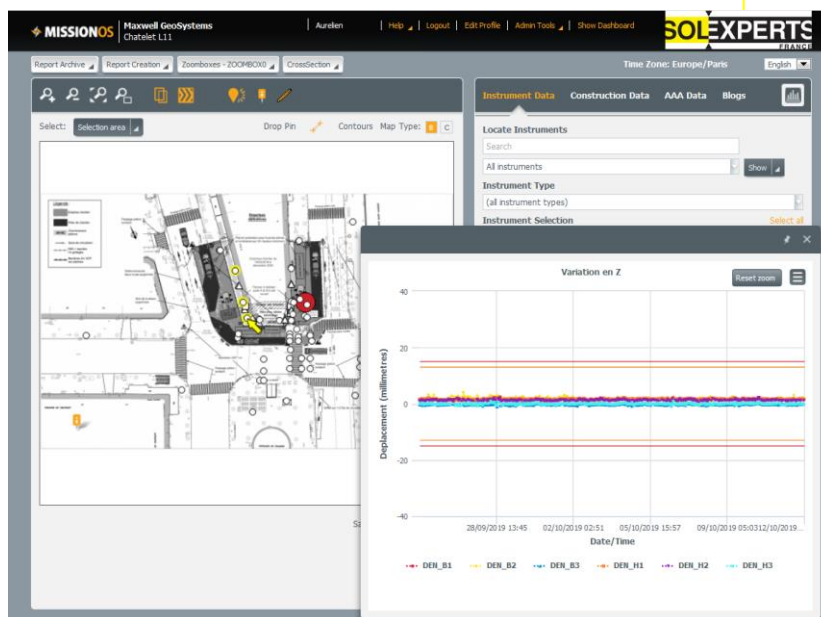 MISSIONOS
Maxwell GeoSystems
Chatelet L11
Aurelien
Help
Logout
Edit Profile
Admin Tools
Show Dashboard
SOLEXPERTS
FRANCE
Report Archive
Report Creation
Zoomboxes - ZOOMBOX0
CrossSection
Time Zone: Europe/Paris
English
Select:
Selection area
Drop Pin
Contours
Map Type:
C
Instrument Data
Construction Data
AAA Data
Blogs
Locate Instruments
Search
All instruments
Show
Instrument Type
(all instrument types)
Instrument Selection
Select all
Variation en Z
Reset zoom
Deplacement (millimetres)
40
20
0
-20
-40
28/09/2019 13:45
02/10/2019 02:51
05/10/2019 15:57
09/10/2019 05:03
12/10/2019...
Date/Time
DEN_B1
DEN_B2
DEN_B3
DEN_H1
DEN_H2
DEN_H3